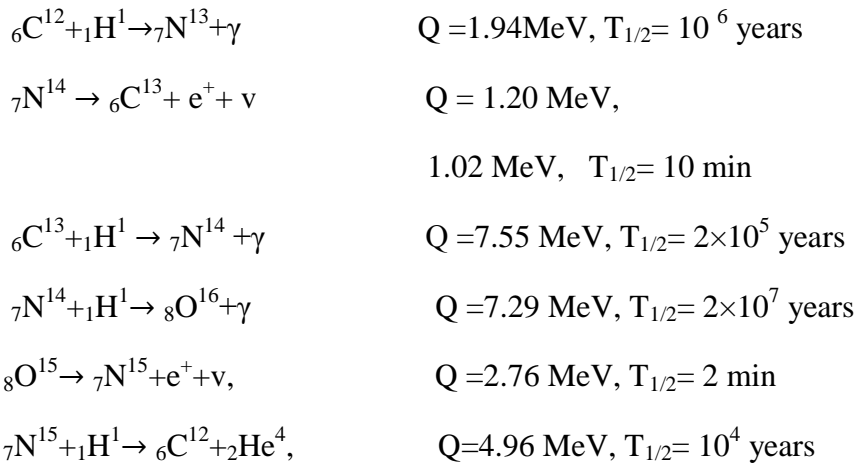 ₆C¹²+₁H¹→₇N¹³+γ Q =1.94MeV, T₁/₂= 10 ⁶ years
₇N¹⁴ → ₆C¹³+ e⁺+ v Q = 1.20 MeV,
1.02 MeV, T₁/₂= 10 min
₆C¹³+₁H¹ → ₇N¹⁴ +γ Q =7.55 MeV, T₁/₂= 2×10⁵ years
₇N¹⁴+₁H¹→ ₈O¹⁶+γ Q =7.29 MeV, T₁/₂= 2×10⁷ years
₈O¹⁵→ ₇N¹⁵+e⁺+v, Q =2.76 MeV, T₁/₂= 2 min
₇N¹⁵+₁H¹→ ₆C¹²+₂He⁴, Q=4.96 MeV, T₁/₂= 10⁴ years